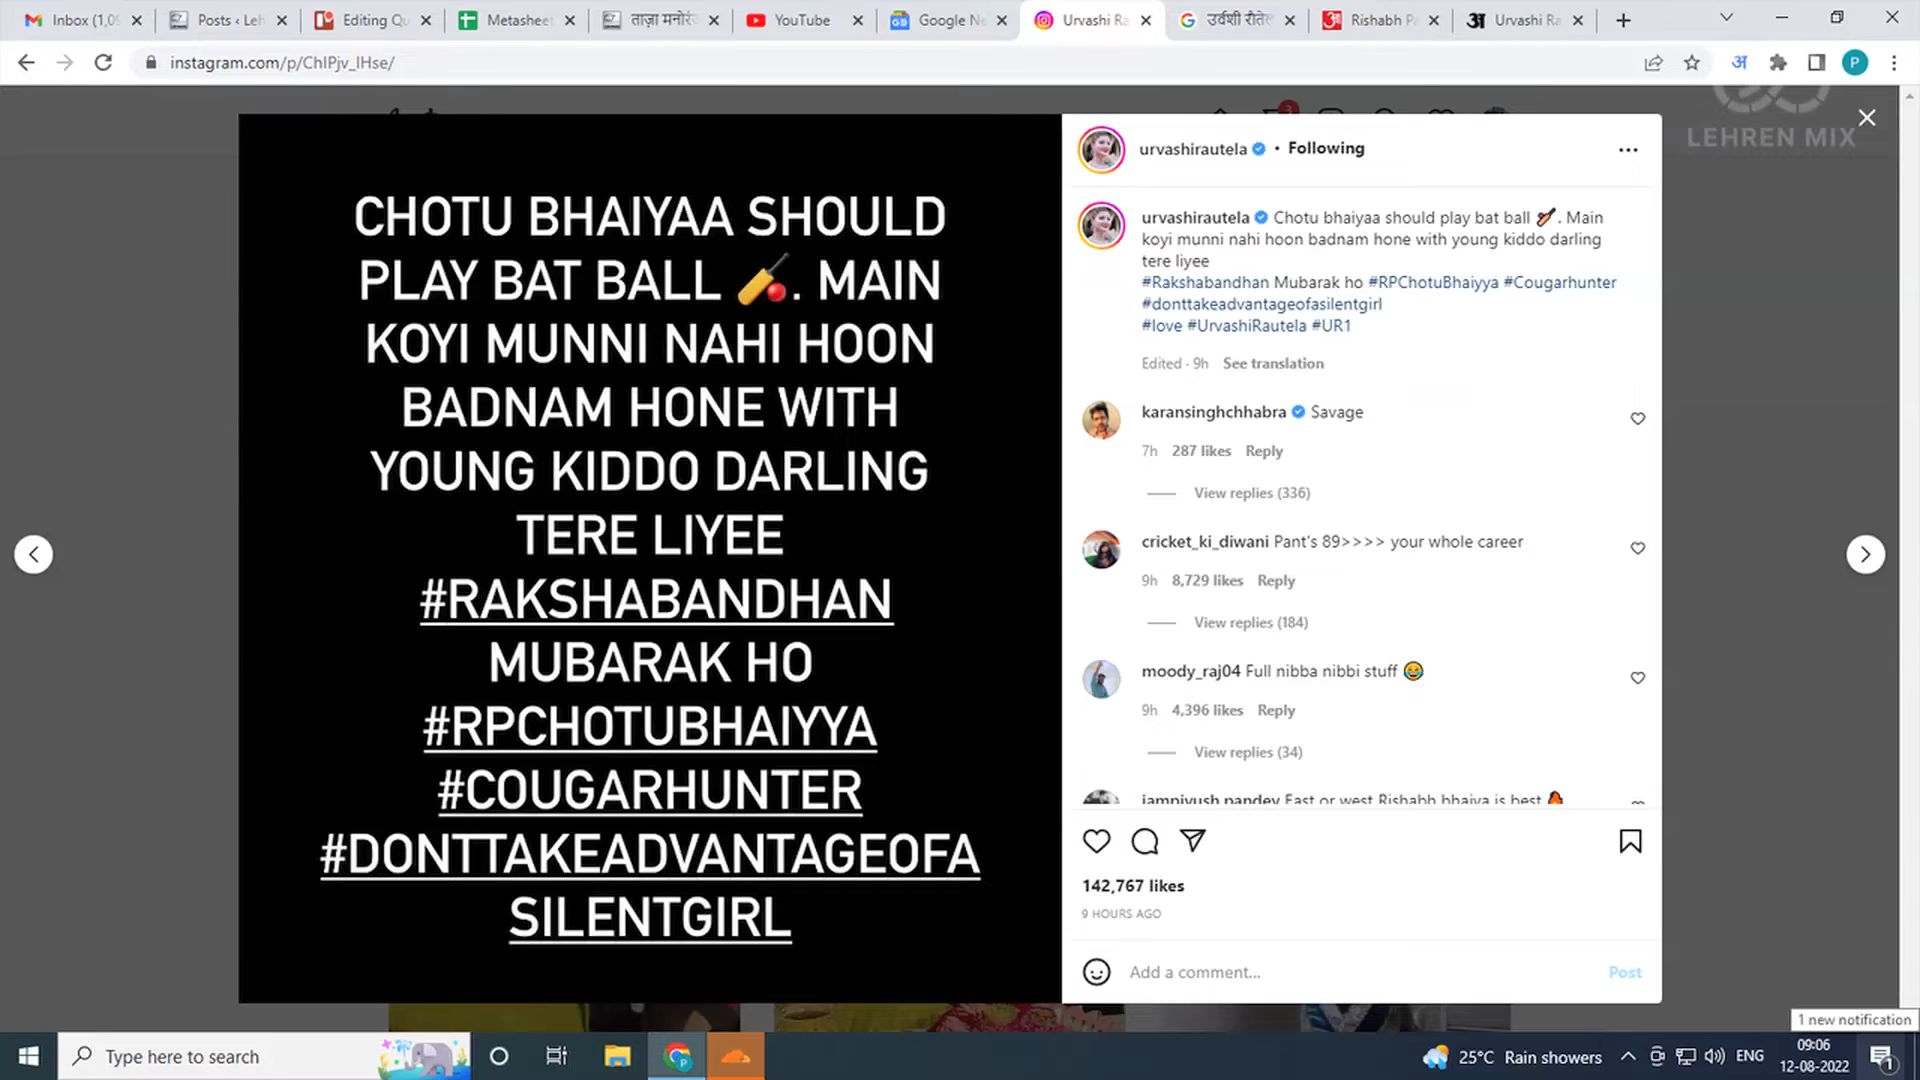 Inbox (1,09
Posts ‹ Leh
Editing Qu
Metasheet
ताज़ा मनोरंज
YouTube
Google Ne
Urvashi Ra
उर्वशी रौतेल
Rishabh Pa
Urvashi Ra
instagram.com/p/ChIPjv_IHse/
LEHREN MIX
CHOTU BHAIYAA SHOULD
PLAY BAT BALL 🏏. MAIN
KOYI MUNNI NAHI HOON
BADNAM HONE WITH
YOUNG KIDDO DARLING
TERE LIYEE
#RAKSHABANDHAN
MUBARAK HO
#RPCHOTUBHAIYYA
#COUGARHUNTER
#DONTTAKEADVANTAGEOFA
SILENTGIRL
urvashirautela • Following
urvashirautela Chotu bhaiyaa should play bat ball 🏏. Main
koyi munni nahi hoon badnam hone with young kiddo darling
tere liyee
#Rakshabandhan Mubarak ho #RPChotuBhaiyya #Cougarhunter
#donttakeadvantageofasilentgirl
#love #UrvashiRautela #UR1
Edited · 9h See translation
karansinghchhabra Savage
7h 287 likes Reply
View replies (336)
cricket_ki_diwani Pant's 89>>>> your whole career
9h 8,729 likes Reply
View replies (184)
moody_raj04 Full nibba nibbi stuff 😂
9h 4,396 likes Reply
View replies (34)
iampiyush.pandey East or west Rishabh bhaiya is best 🔥
142,767 likes
9 HOURS AGO
Add a comment...
Post
1 new notification
Type here to search
25°C Rain showers
ENG
09:06
12-08-2022
1
3
P